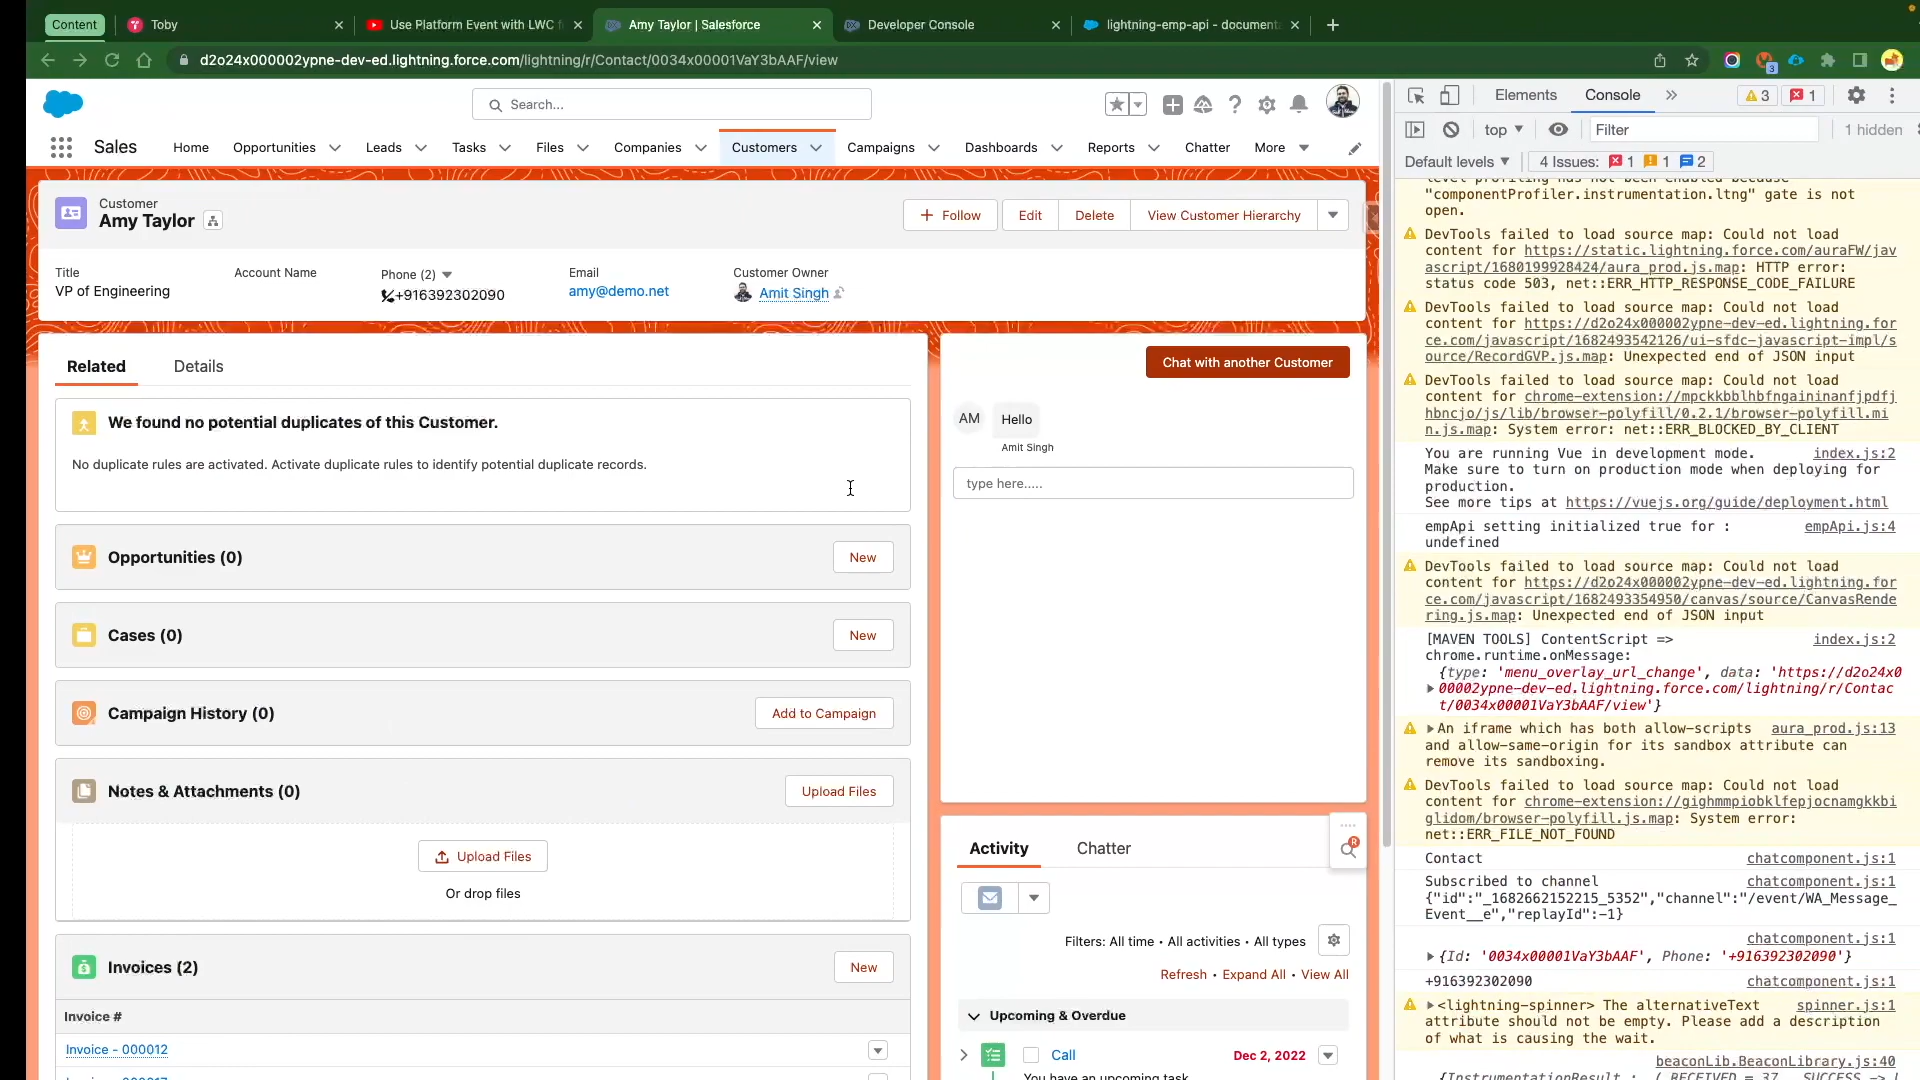 Content
Toby
Use Platform Event with LWC
Amy Taylor | Salesforce
Developer Console
lightning-emp-api - document
d2o24x000002ypne-dev-ed.lightning.force.com/lightning/r/Contact/0034x00001VaY3bAAF/view
3
Search...
Sales
Home
Opportunities
Leads
Tasks
Files
Companies
Customers
Campaigns
Dashboards
Reports
Chatter
More
Customer
Amy Taylor
Follow
Edit
Delete
View Customer Hierarchy
Title
Account Name
Phone (2)
Email
Customer Owner
VP of Engineering
+916392302090
amy@demo.net
Amit Singh
Related
Details
We found no potential duplicates of this Customer.
No duplicate rules are activated. Activate duplicate rules to identify potential duplicate records.
Opportunities (0)
New
Cases (0)
New
Campaign History (0)
Add to Campaign
Notes & Attachments (0)
Upload Files
Upload Files
Or drop files
Invoices (2)
New
Invoice #
Invoice - 000012
Chat with another Customer
AM
Hello
Amit Singh
type here.....
Activity
Chatter
R
Filters: All time • All activities • All types
Refresh • Expand All • View All
Upcoming & Overdue
Call
Dec 2, 2022
You have an upcoming task
Elements
Console
3
1
top
Filter
1 hidden
Default levels
4 Issues: 1 1 2
level profiling has not been enabled because
"componentProfiler.instrumentation.ltng" gate is not
open.
DevTools failed to load source map: Could not load
content for https://static.lightning.force.com/auraFW/jav
ascript/1680199928424/aura_prod.js.map: HTTP error:
status code 503, net::ERR_HTTP_RESPONSE_CODE_FAILURE
DevTools failed to load source map: Could not load
content for https://d2o24x000002ypne-dev-ed.lightning.for
ce.com/javascript/1682493542126/ui-sfdc-javascript-impl/s
ource/RecordGVP.js.map: Unexpected end of JSON input
DevTools failed to load source map: Could not load
content for chrome-extension://mpckkbblhbfngaininanfjpdfj
hbncjo/js/lib/browser-polyfill/0.2.1/browser-polyfill.mi
n.js.map: System error: net::ERR_BLOCKED_BY_CLIENT
You are running Vue in development mode. index.js:2
Make sure to turn on production mode when deploying for
production.
See more tips at https://vuejs.org/guide/deployment.html
empApi setting initialized true for : empApi.js:4
undefined
DevTools failed to load source map: Could not load
content for https://d2o24x000002ypne-dev-ed.lightning.for
ce.com/javascript/1682493354950/canvas/source/CanvasRende
ring.js.map: Unexpected end of JSON input
[MAVEN TOOLS] ContentScript => index.js:2
chrome.runtime.onMessage:
{type: 'menu_overlay_url_change', data: 'https://d2o24x0
00002ypne-dev-ed.lightning.force.com/lightning/r/Contac
t/0034x00001VaY3bAAF/view'}
An iframe which has both allow-scripts aura_prod.js:13
and allow-same-origin for its sandbox attribute can
remove its sandboxing.
DevTools failed to load source map: Could not load
content for chrome-extension://gighmmpiobklfepjocnamgkkbi
glidom/browser-polyfill.js.map: System error:
net::ERR_FILE_NOT_FOUND
Contact chatcomponent.js:1
Subscribed to channel chatcomponent.js:1
{"id":"_1682662152215_5352","channel":"/event/WA_Message_
Event__e","replayId":-1}
chatcomponent.js:1
{Id: '0034x00001VaY3bAAF', Phone: '+916392302090'}
+916392302090 chatcomponent.js:1
<lightning-spinner> The alternativeText spinner.js:1
attribute should not be empty. Please add a description
of what is causing the wait.
beaconLib.BeaconLibrary.js:40